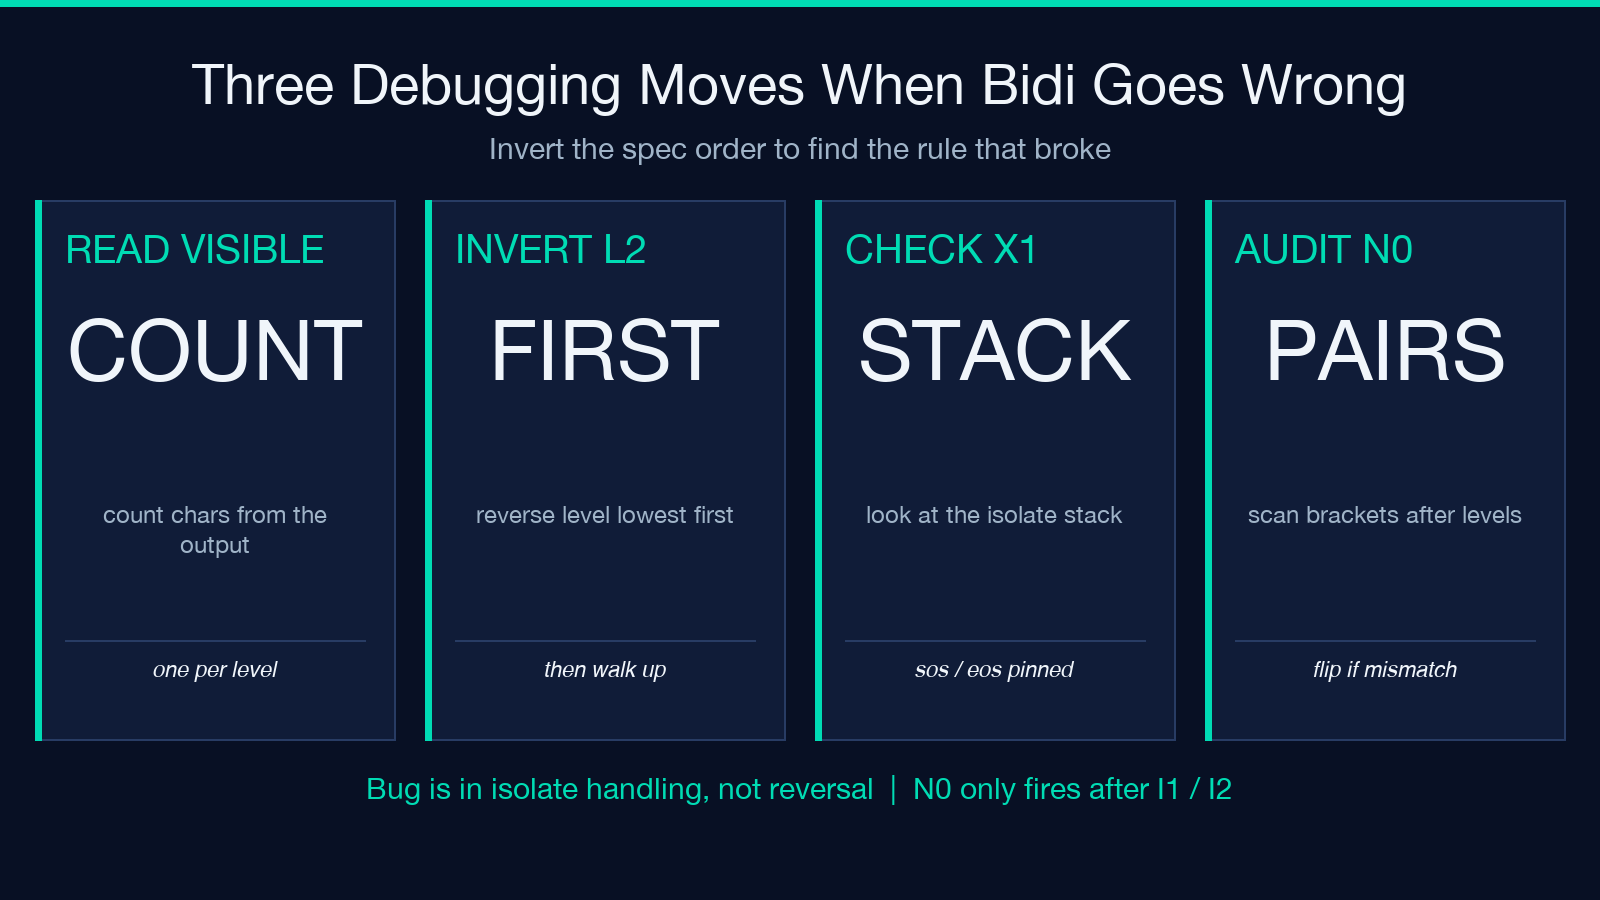 Three Debugging Moves When Bidi Goes Wrong
Invert the spec order to find the rule that broke
READ VISIBLE
COUNT
count chars from the
output
one per level
INVERT L2
FIRST
reverse level lowest first
then walk up
CHECK X1
STACK
look at the isolate stack
sos / eos pinned
AUDIT N0
PAIRS
scan brackets after levels
flip if mismatch
Bug is in isolate handling, not reversal | N0 only fires after I1 / I2